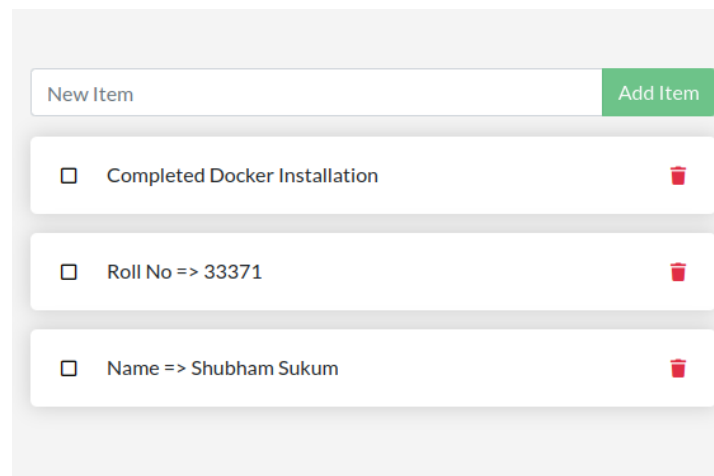 New Item
Add Item
Completed Docker Installation
Roll No => 33371
Name => Shubham Sukum